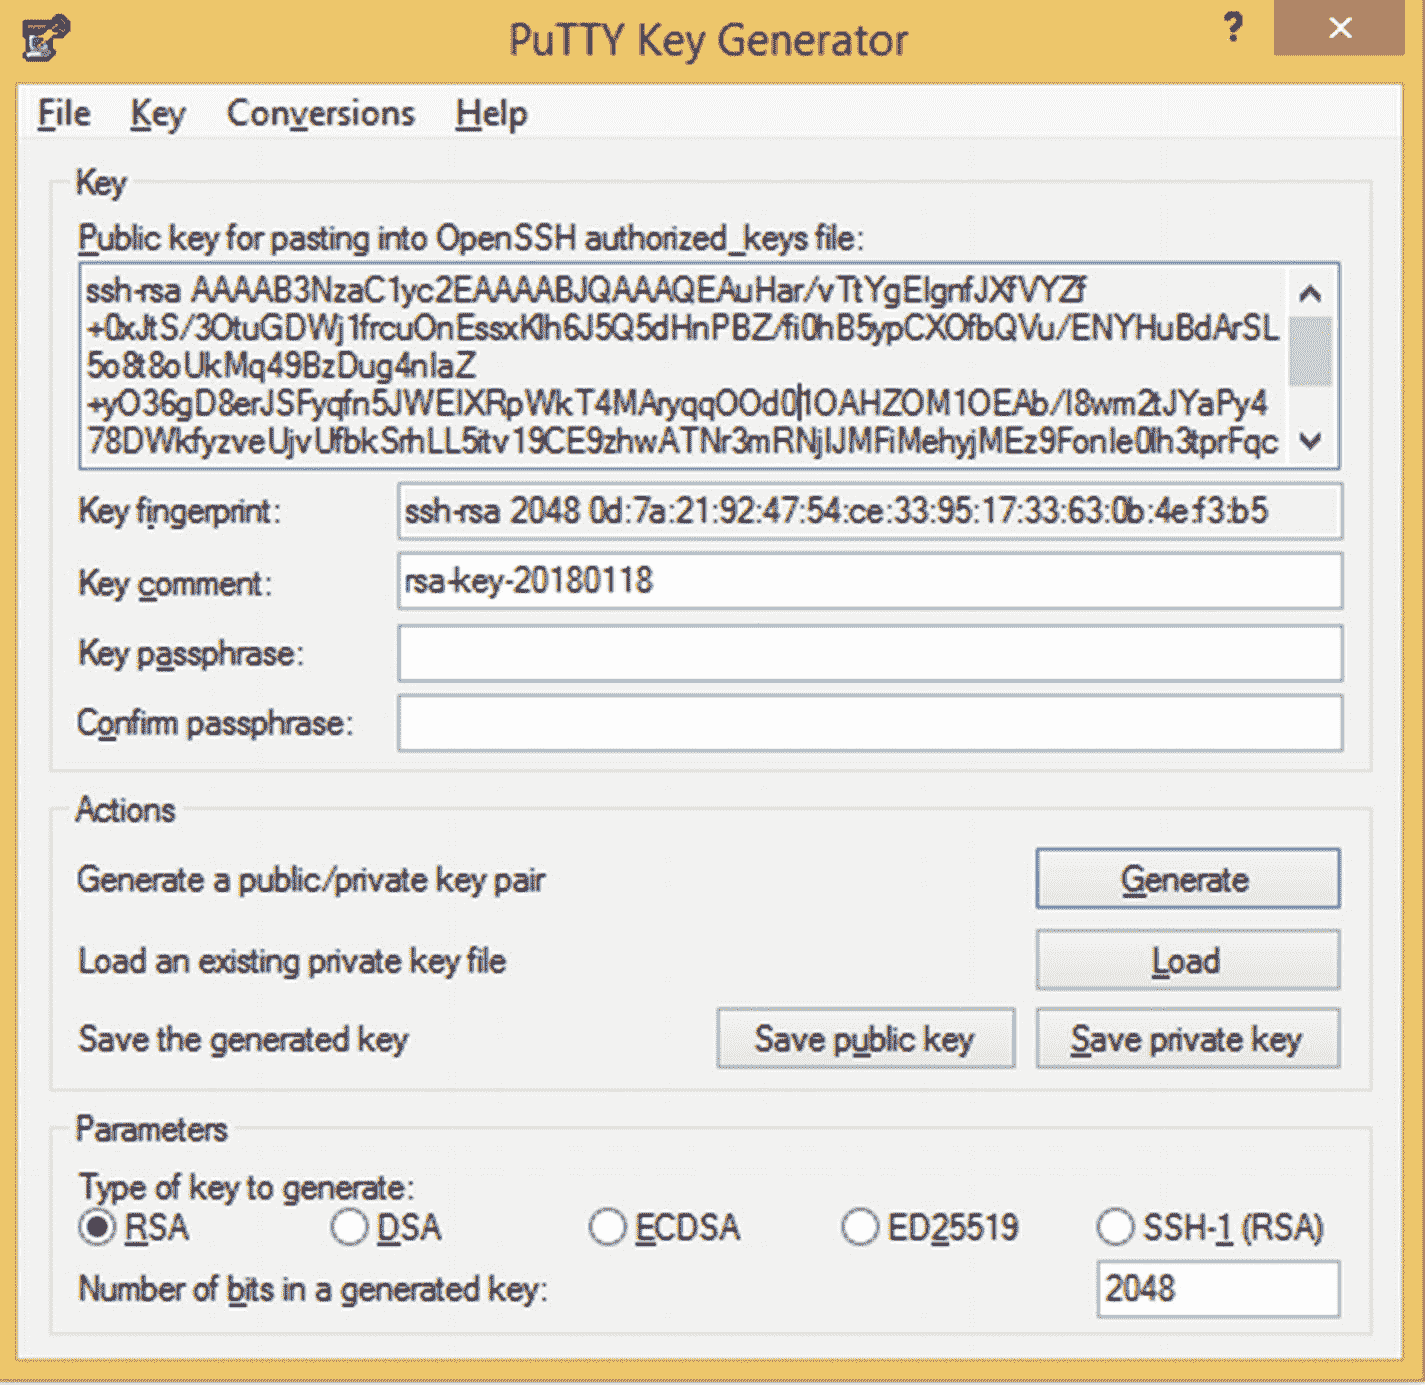 PuTTY Key Generator
?
File Key Conversions Help
Key
Public key for pasting into OpenSSH authorized_keys file:
ssh-rsa AAAAB3NzaC1yc2EAAAABJQAAAQEAuHar/vTtYgEIgnfJXfVYZf
+0xJtS/3OtuGDWj1frcuOnEssxKlh6J5Q5dHnPBZ/fi0hB5ypCXOfbQVu/ENYHuBdArSL
5o8t8oUkMq49BzDug4nlaZ
+yO36gD8erJSFyqfn5JWEIXRpWkT4MAryqqOOd0l1OAHZOM1OEAb/I8wm2tJYaPy4
78DWkfyzveUjvUfbkSrhLL5itv19CE9zhwATNr3mRNjIJMFiMehyjMEz9Fonle0lh3tprFqc
Key fingerprint: ssh-rsa 2048 0d:7a:21:92:47:54:ce:33:95:17:33:63:0b:4e:f3:b5
Key comment: rsa-key-20180118
Key passphrase:
Confirm passphrase:
Actions
Generate a public/private key pair Generate
Load an existing private key file Load
Save the generated key Save public key Save private key
Parameters
Type of key to generate:
RSA DSA ECDSA ED25519 SSH-1 (RSA)
Number of bits in a generated key: 2048